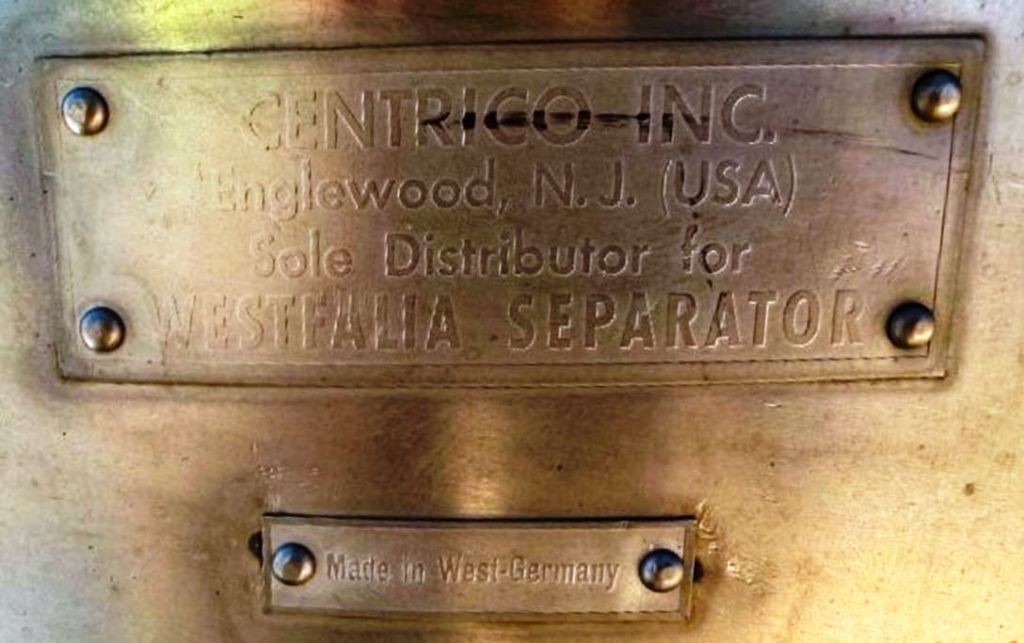 CENTRICO INC.
Englewood, N. J. (USA)
Sole Distributor for
WESTFALIA SEPARATOR
Made in West-Germany